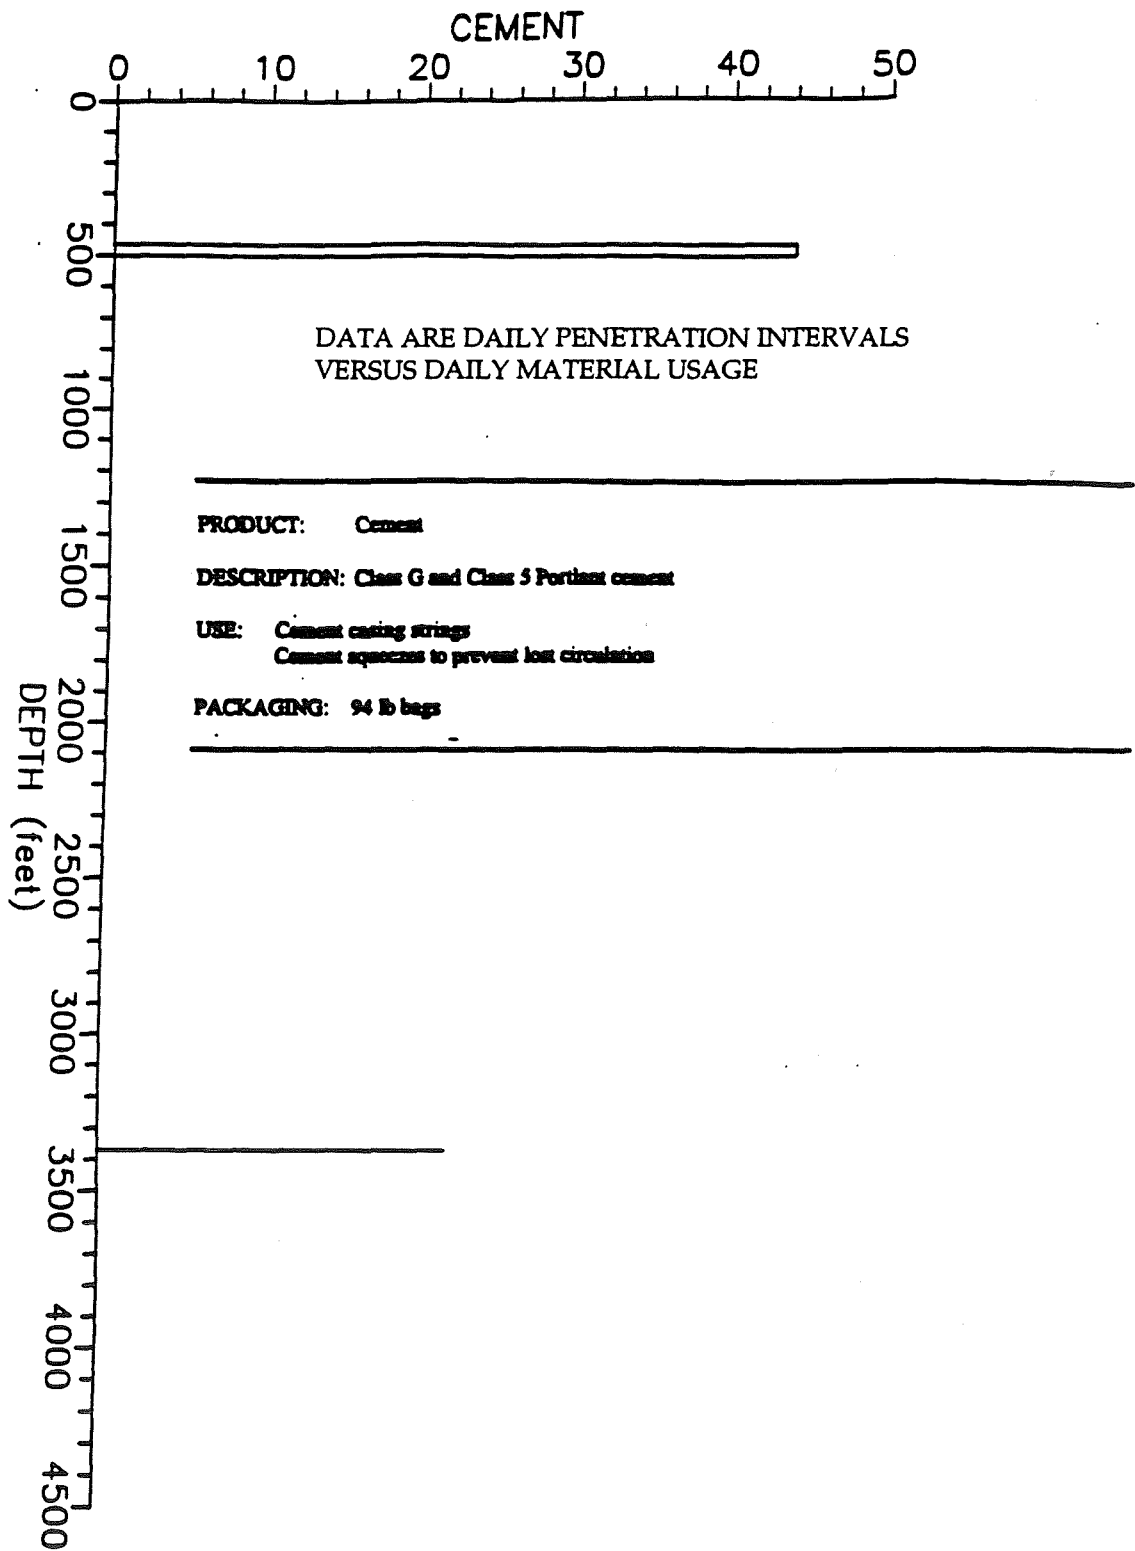 CEMENT
0 10 20 30 40 50
0
500
1000
1500
2000
2500
3000
3500
4000
4500
DEPTH (feet)
DATA ARE DAILY PENETRATION INTERVALS
VERSUS DAILY MATERIAL USAGE
PRODUCT: Cement
DESCRIPTION: Class G and Class 5 Portlant cement
USE: Cement casing strings
Cement squeezes to prevent lost circulation
PACKAGING: 94 lb bags